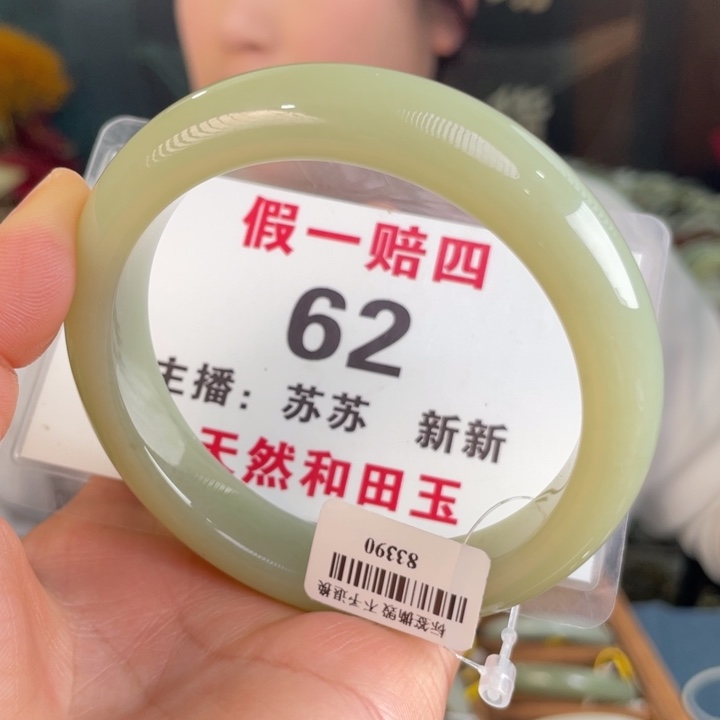 假一赔四
62
主播：苏苏 新新
天然和田玉
83390
标签撕毁不予退换